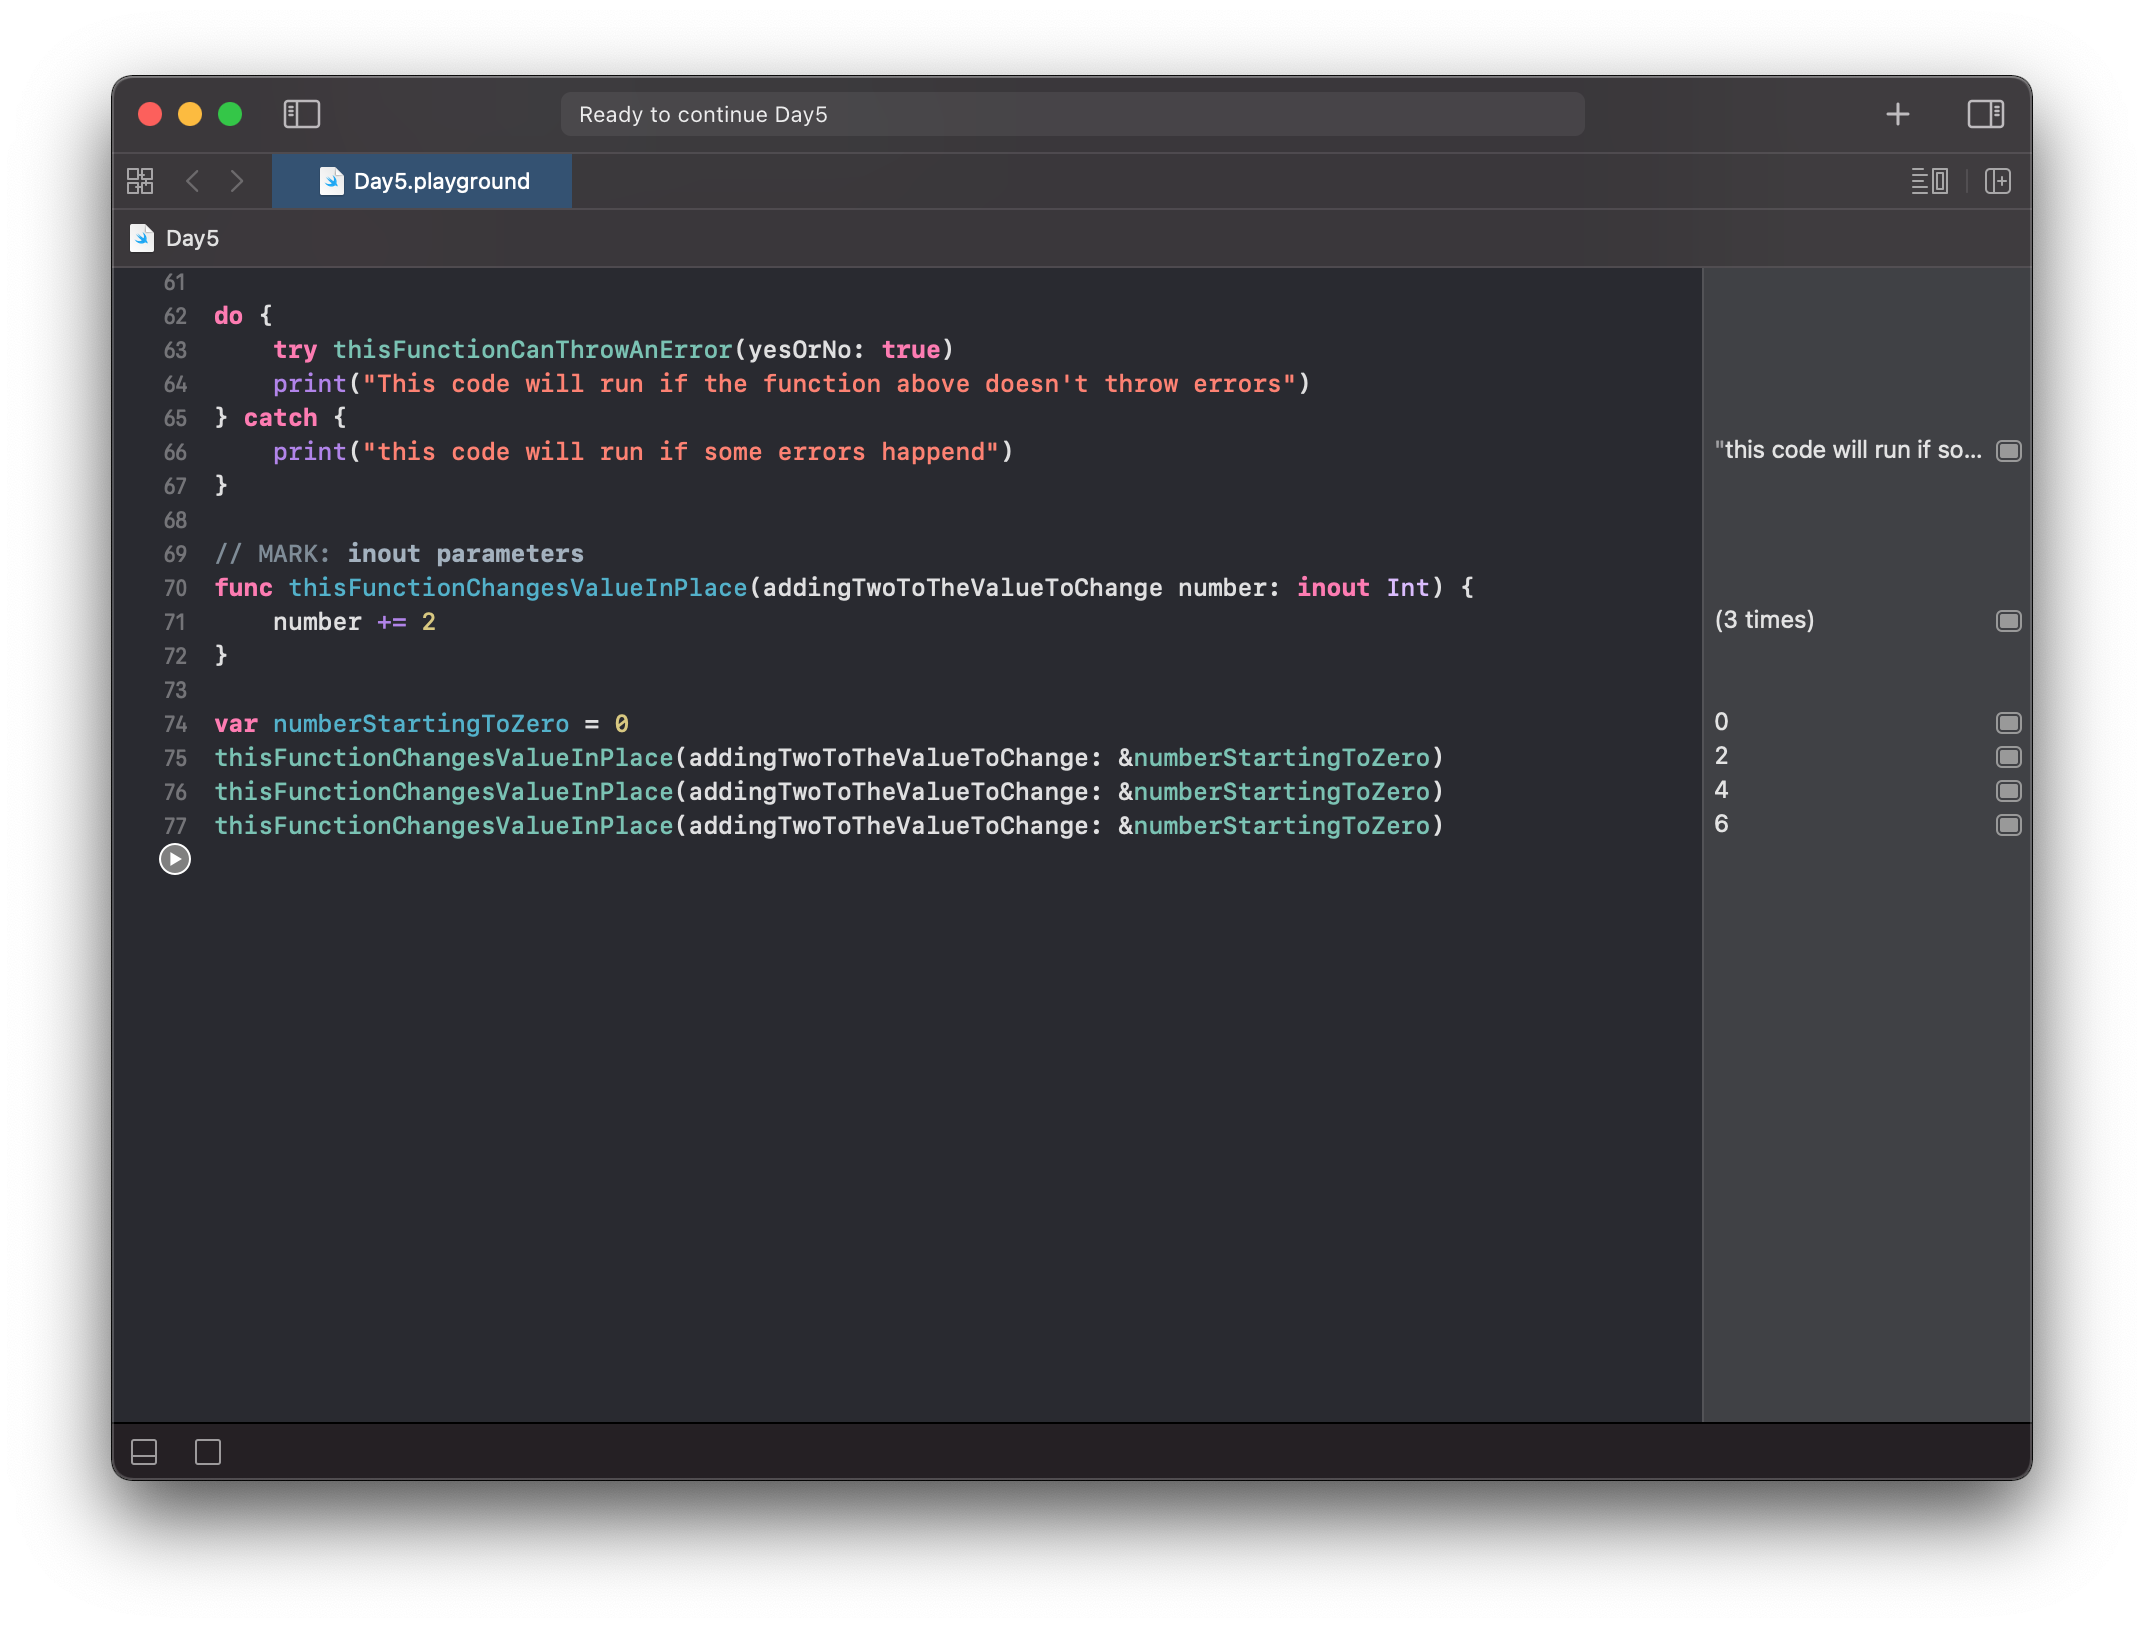 Ready to continue Day5
Day5.playground
Day5
61
62 do {
63     try thisFunctionCanThrowAnError(yesOrNo: true)
64     print("This code will run if the function above doesn't throw errors")
65 } catch {
66     print("this code will run if some errors happend") "this code will run if so...
67 }
68
69 // MARK: inout parameters
70 func thisFunctionChangesValueInPlace(addingTwoToTheValueToChange number: inout Int) {
71     number += 2 (3 times)
72 }
73
74 var numberStartingToZero = 0 0
75 thisFunctionChangesValueInPlace(addingTwoToTheValueToChange: &numberStartingToZero) 2
76 thisFunctionChangesValueInPlace(addingTwoToTheValueToChange: &numberStartingToZero) 4
77 thisFunctionChangesValueInPlace(addingTwoToTheValueToChange: &numberStartingToZero) 6